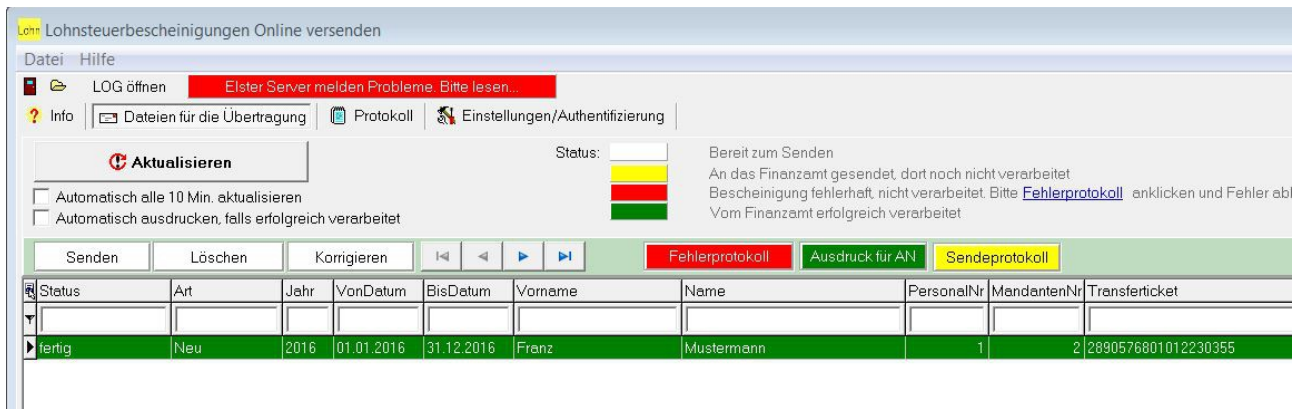 Lohn Lohnsteuerbescheinigungen Online versenden
Datei Hilfe
LOG öffnen Elster Server melden Probleme. Bitte lesen...
? Info Dateien für die Übertragung Protokoll Einstellungen/Authentifizierung
Aktualisieren Status: Bereit zum Senden
An das Finanzamt gesendet, dort noch nicht verarbeitet
Automatisch alle 10 Min. aktualisieren Bescheinigung fehlerhaft, nicht verarbeitet. Bitte Fehlerprotokoll anklicken und Fehler abl
Automatisch ausdrucken, falls erfolgreich verarbeitet Vom Finanzamt erfolgreich verarbeitet
Senden Löschen Korrigieren Fehlerprotokoll Ausdruck für AN Sendeprotokoll
Status Art Jahr VonDatum BisDatum Vorname Name PersonalNr MandantenNr Transferticket
fertig Neu 2016 01.01.2016 31.12.2016 Franz Mustermann 1 2 2890576801012230355